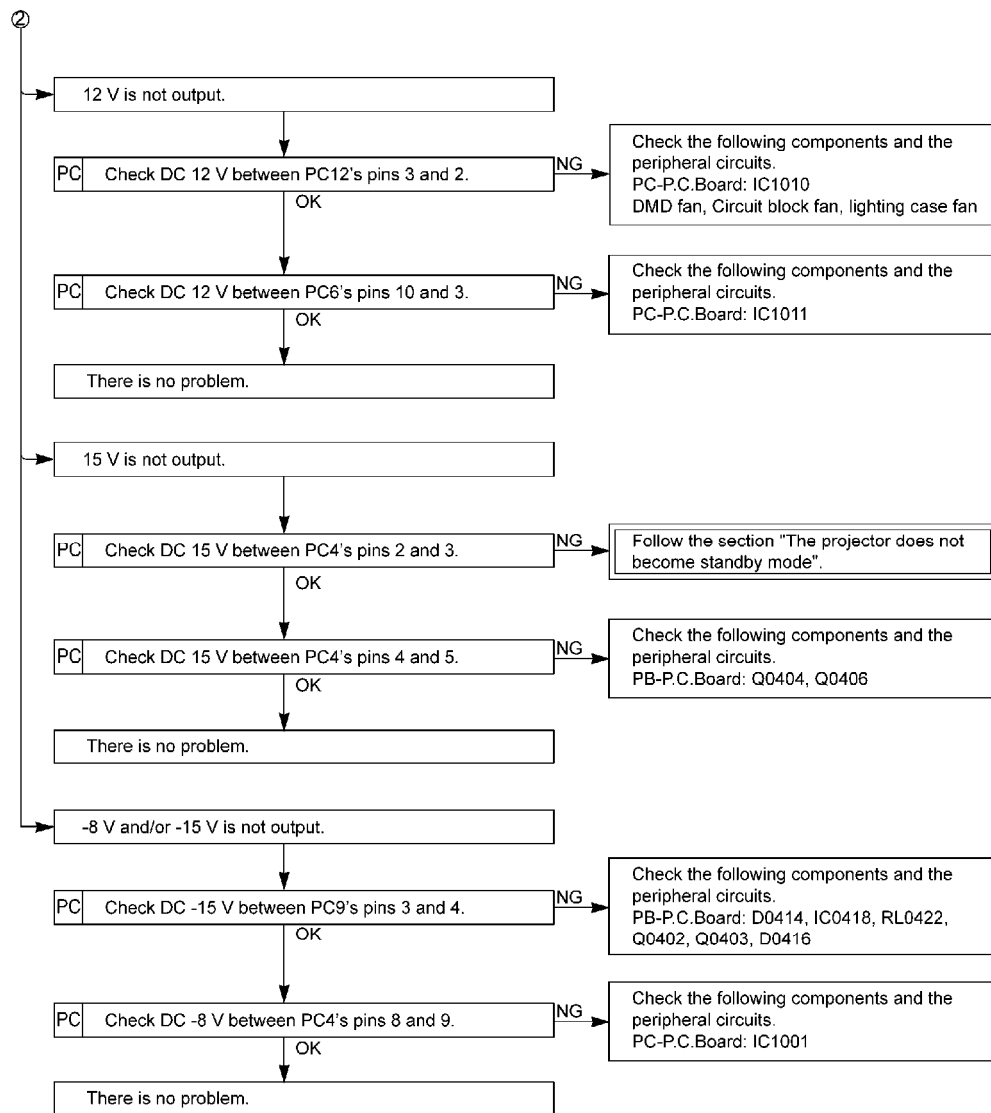 ②
12 V is not output.
PC Check DC 12 V between PC12's pins 3 and 2.
NG
OK
Check the following components and the
peripheral circuits.
PC-P.C.Board: IC1010
DMD fan, Circuit block fan, lighting case fan
PC Check DC 12 V between PC6's pins 10 and 3.
NG
OK
Check the following components and the
peripheral circuits.
PC-P.C.Board: IC1011
There is no problem.
15 V is not output.
PC Check DC 15 V between PC4's pins 2 and 3.
NG
OK
Follow the section "The projector does not
become standby mode".
PC Check DC 15 V between PC4's pins 4 and 5.
NG
OK
Check the following components and the
peripheral circuits.
PB-P.C.Board: Q0404, Q0406
There is no problem.
-8 V and/or -15 V is not output.
PC Check DC -15 V between PC9's pins 3 and 4.
NG
OK
Check the following components and the
peripheral circuits.
PB-P.C.Board: D0414, IC0418, RL0422,
Q0402, Q0403, D0416
PC Check DC -8 V between PC4's pins 8 and 9.
NG
OK
Check the following components and the
peripheral circuits.
PC-P.C.Board: IC1001
There is no problem.